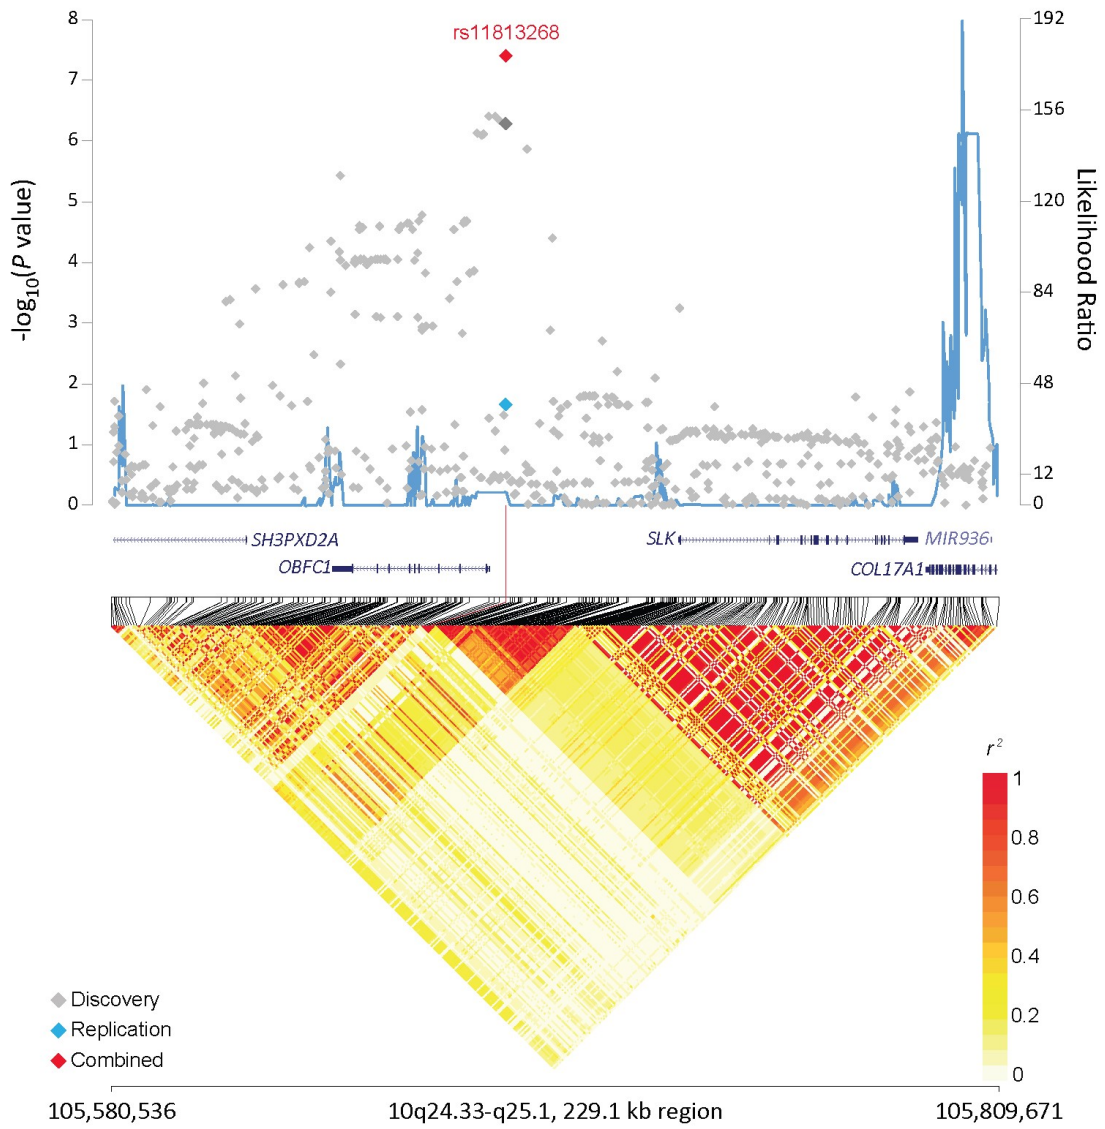 rs11813268
-log10(P value)
8
7
6
5
4
3
2
1
0
Likelihood Ratio
192
156
120
84
48
12
0
SH3PXD2A
SLK
MIR936
OBFC1
COL17A1
r²
1
0.8
0.6
0.4
0.2
0
Discovery
Replication
Combined
105,580,536
10q24.33-q25.1, 229.1 kb region
105,809,671